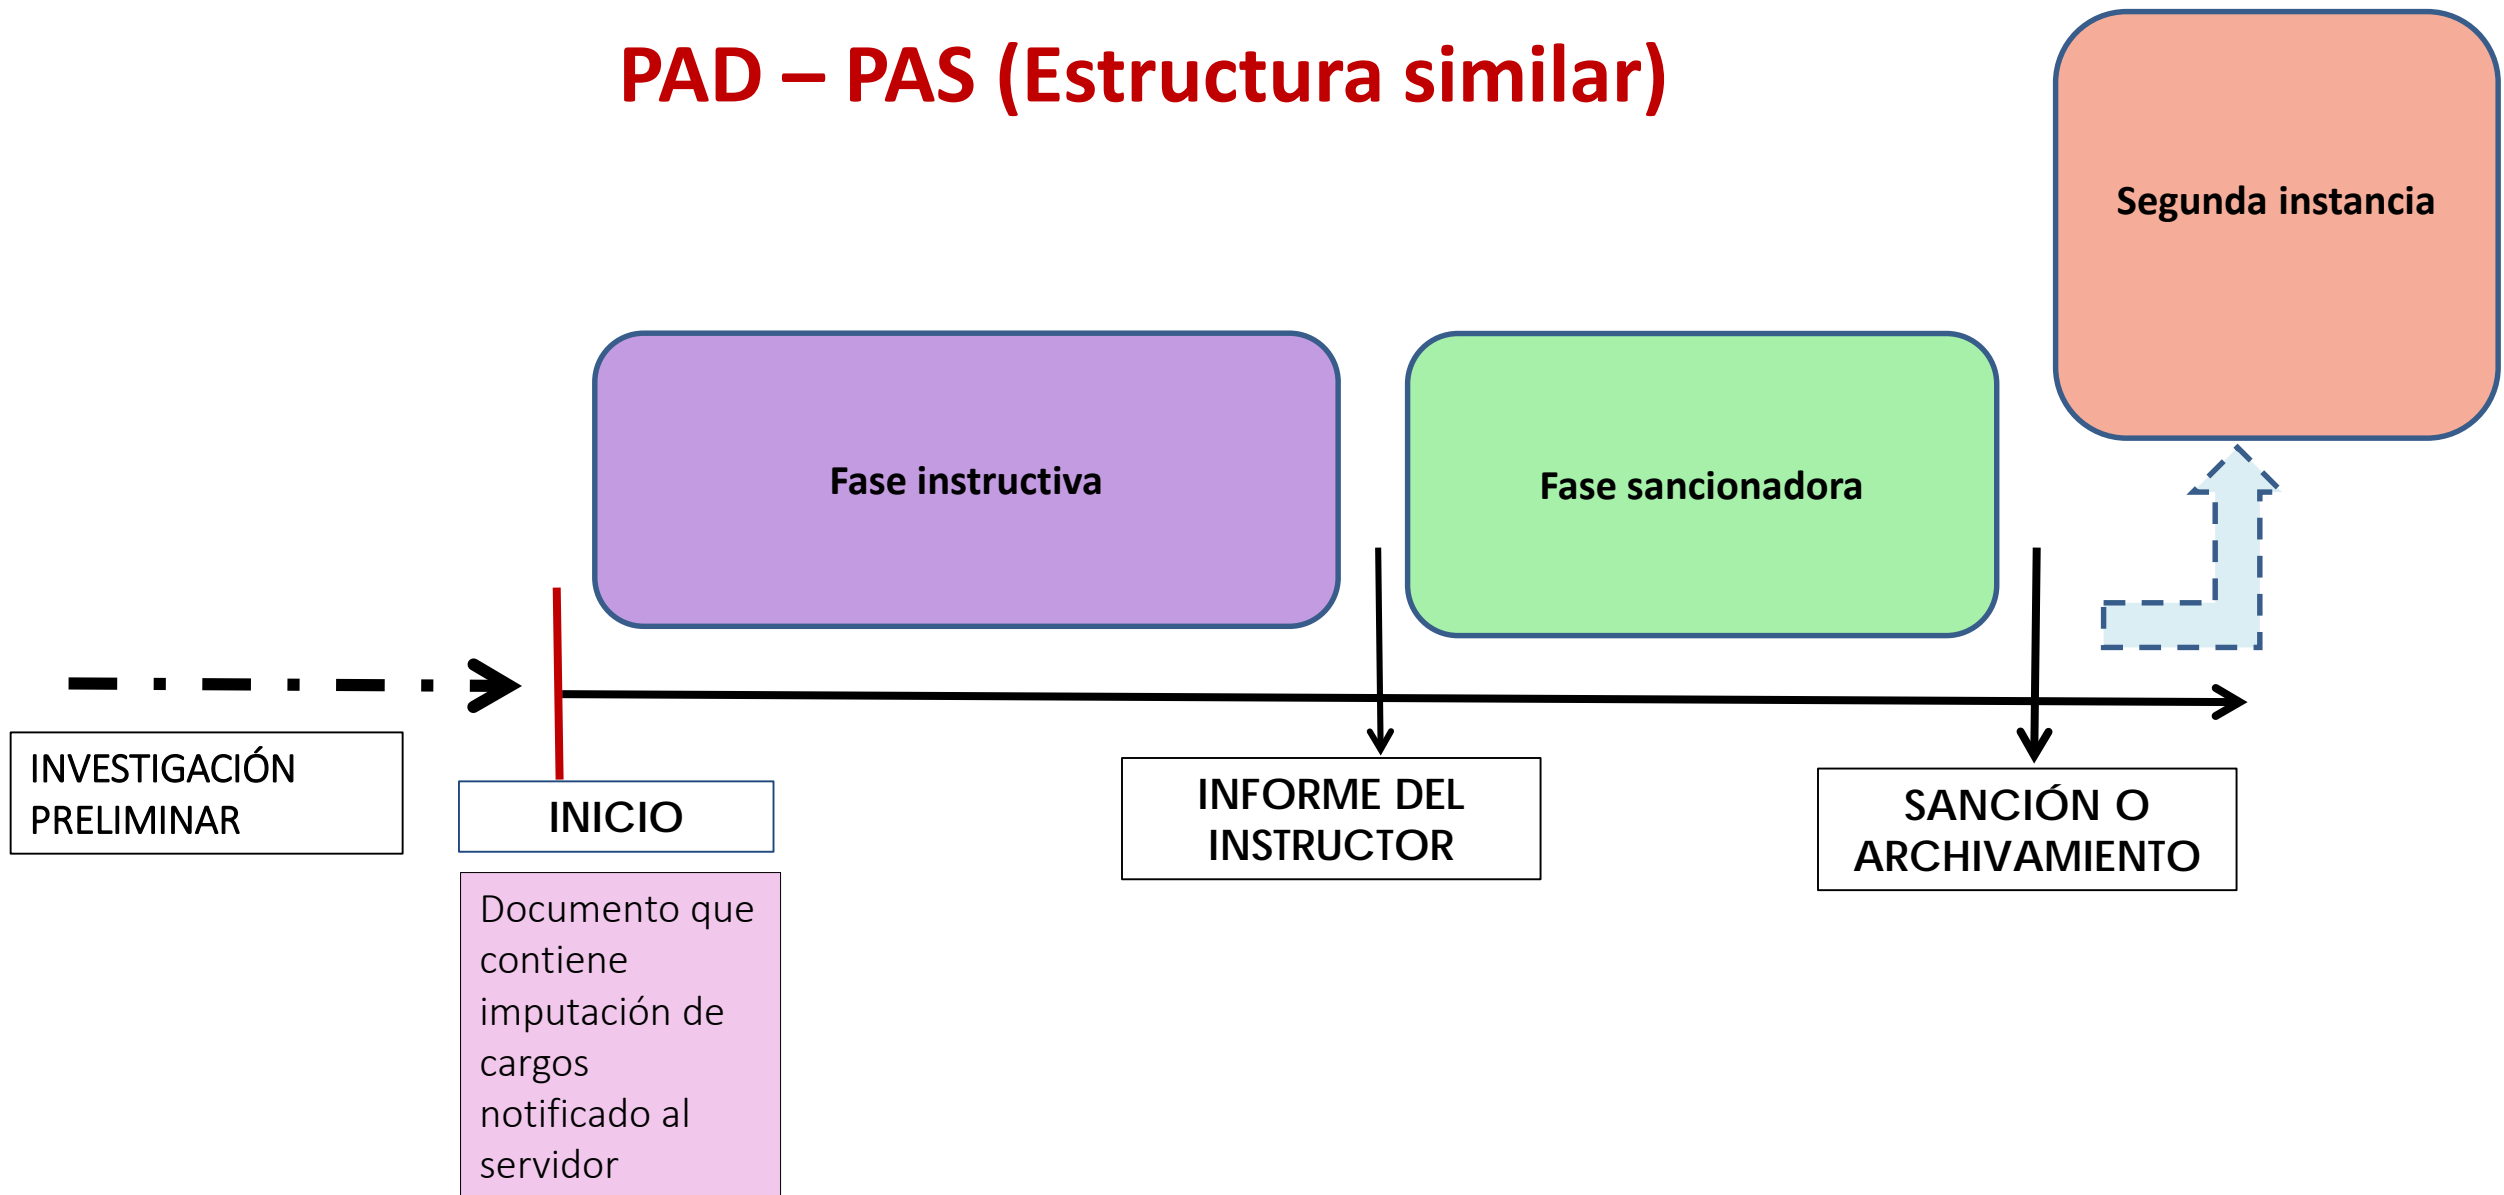 PAD – PAS (Estructura similar)
Segunda instancia
Fase instructiva
Fase sancionadora
INVESTIGACIÓN
PRELIMINAR
INICIO
Documento que
contiene
imputación de
cargos
notificado al
servidor
INFORME DEL
INSTRUCTOR
SANCIÓN O
ARCHIVAMIENTO